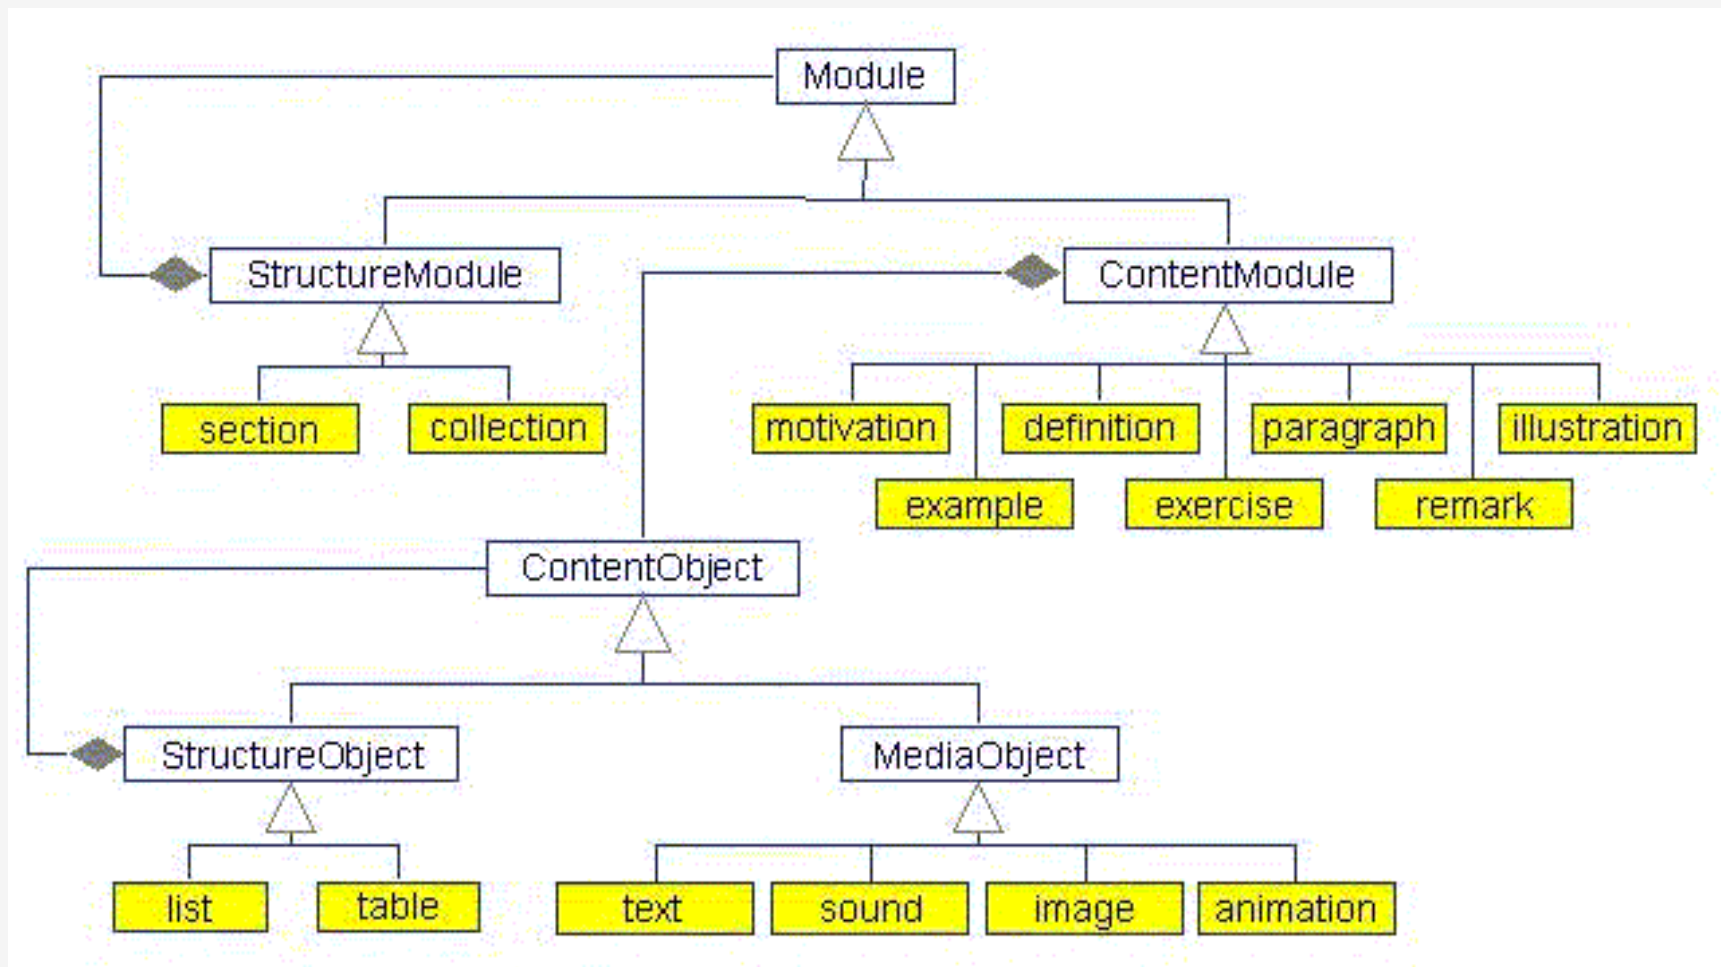 Module
StructureModule
ContentModule
section
collection
motivation
definition
paragraph
illustration
example
exercise
remark
ContentObject
StructureObject
MediaObject
list
table
text
sound
image
animation